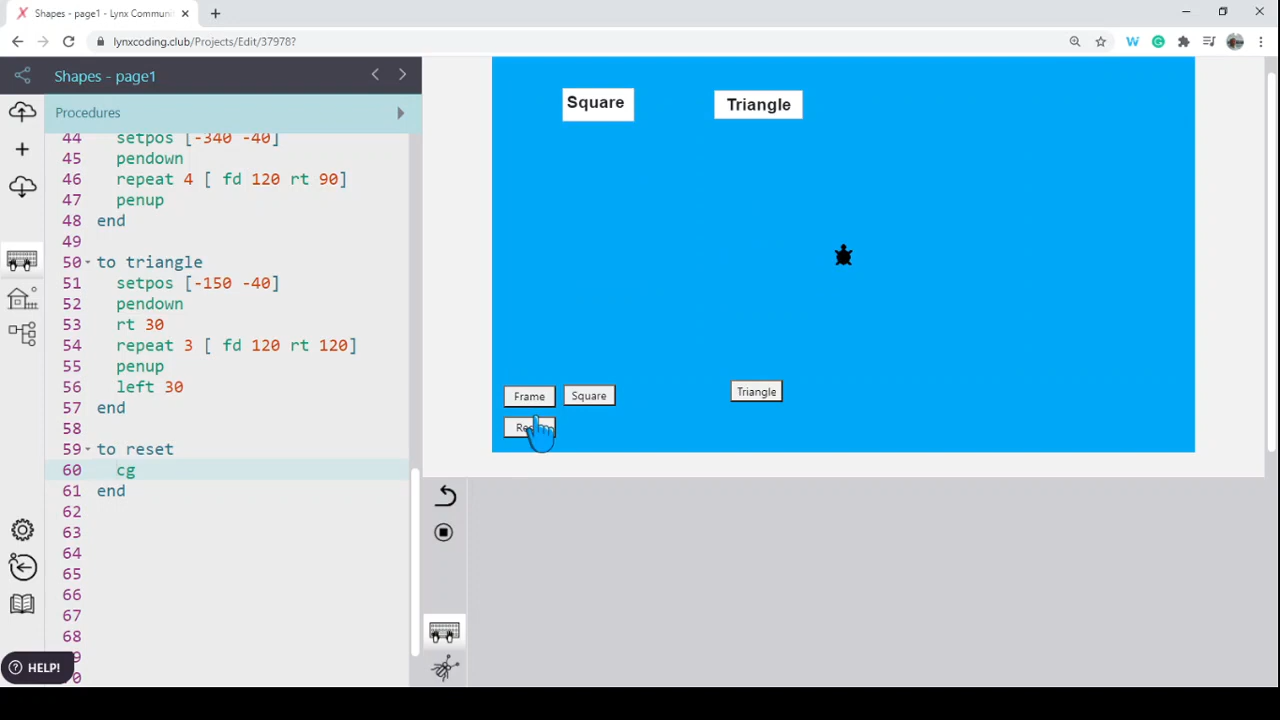 Shapes - page1 - Lynx Communi
lynxcoding.club/Projects/Edit/37978?
Shapes - page1
Procedures
44 setpos [-340 -40]
45 pendown
46 repeat 4 [ fd 120 rt 90]
47 penup
48 end
49
50 to triangle
51 setpos [-150 -40]
52 pendown
53 rt 30
54 repeat 3 [ fd 120 rt 120]
55 penup
56 left 30
57 end
58
59 to reset
60 cg
61 end
62
63
64
65
66
67
68
HELP!
Square
Triangle
Frame
Square
Triangle